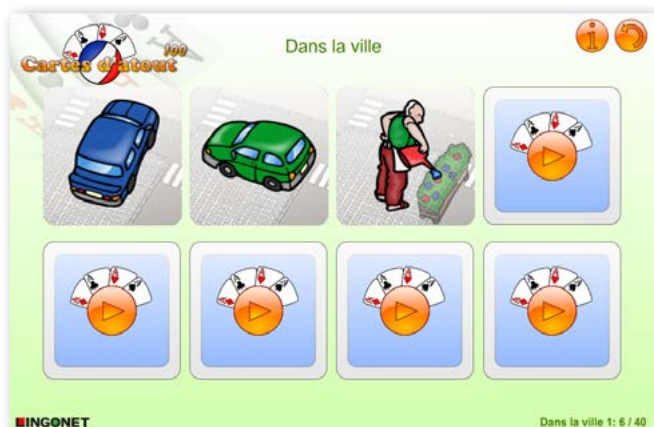 Dans la ville
100
Cartes d'atout
LINGONET
Dans la ville 1: 6 / 40